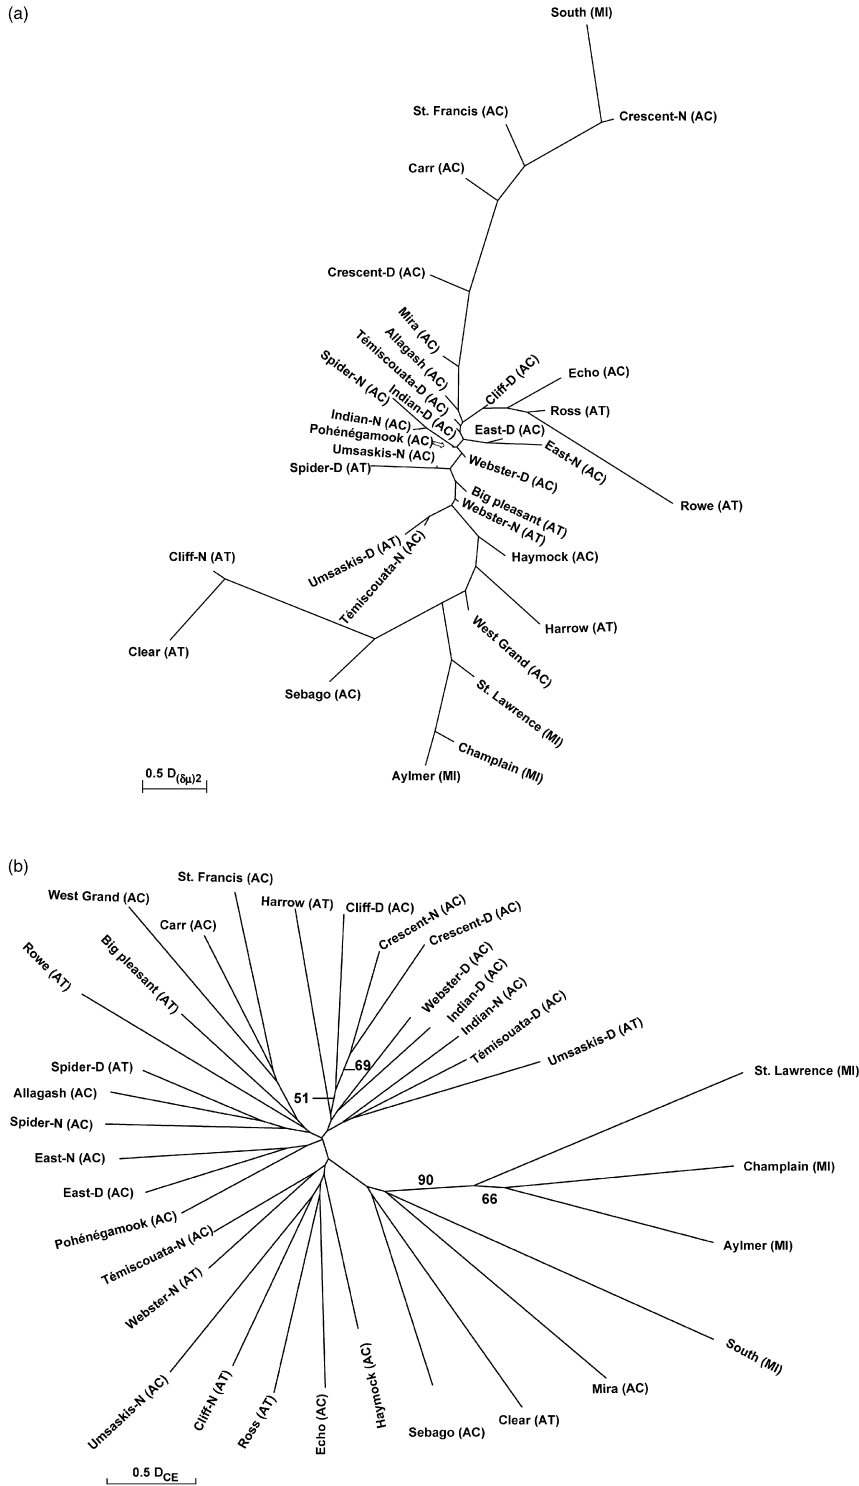 (a)
South (MI)
St. Francis (AC)
Crescent-N (AC)
Carr (AC)
Crescent-D (AC)
Mira (AC)
Allagash (AC)
Témiscouata-D (AC)
Spider-N (AC)
Indian-D (AC)
Cliff-D (AC)
Echo (AC)
Ross (AT)
Indian-N (AC)
East-D (AC)
Pohénégamook (AC)
East-N (AC)
Umsaskis-N (AC)
Webster-D (AC)
Spider-D (AT)
Rowe (AT)
Big pleasant (AT)
Webster-N (AT)
Umsaskis-D (AT)
Témiscouata-N (AC)
Haymock (AC)
Cliff-N (AT)
Harrow (AT)
Clear (AT)
West Grand (AC)
Sebago (AC)
St. Lawrence (MI)
Champlain (MI)
Aylmer (MI)
0.5 D(δμ)2
(b)
St. Francis (AC)
West Grand (AC)
Harrow (AT)
Cliff-D (AC)
Carr (AC)
Crescent-N (AC)
Crescent-D (AC)
Rowe (AT)
Big pleasant (AT)
Webster-D (AC)
Indian-D (AC)
Indian-N (AC)
Témisouata-D (AC)
Umsaskis-D (AT)
69
Spider-D (AT)
St. Lawrence (MI)
Allagash (AC)
51
Spider-N (AC)
East-N (AC)
Champlain (MI)
90
66
East-D (AC)
Pohénégamook (AC)
Aylmer (MI)
Témiscouata-N (AC)
Webster-N (AT)
South (MI)
Umsaskis-N (AC)
Cliff-N (AT)
Ross (AT)
Echo (AC)
Haymock (AC)
Mira (AC)
Clear (AT)
Sebago (AC)
0.5 DCE